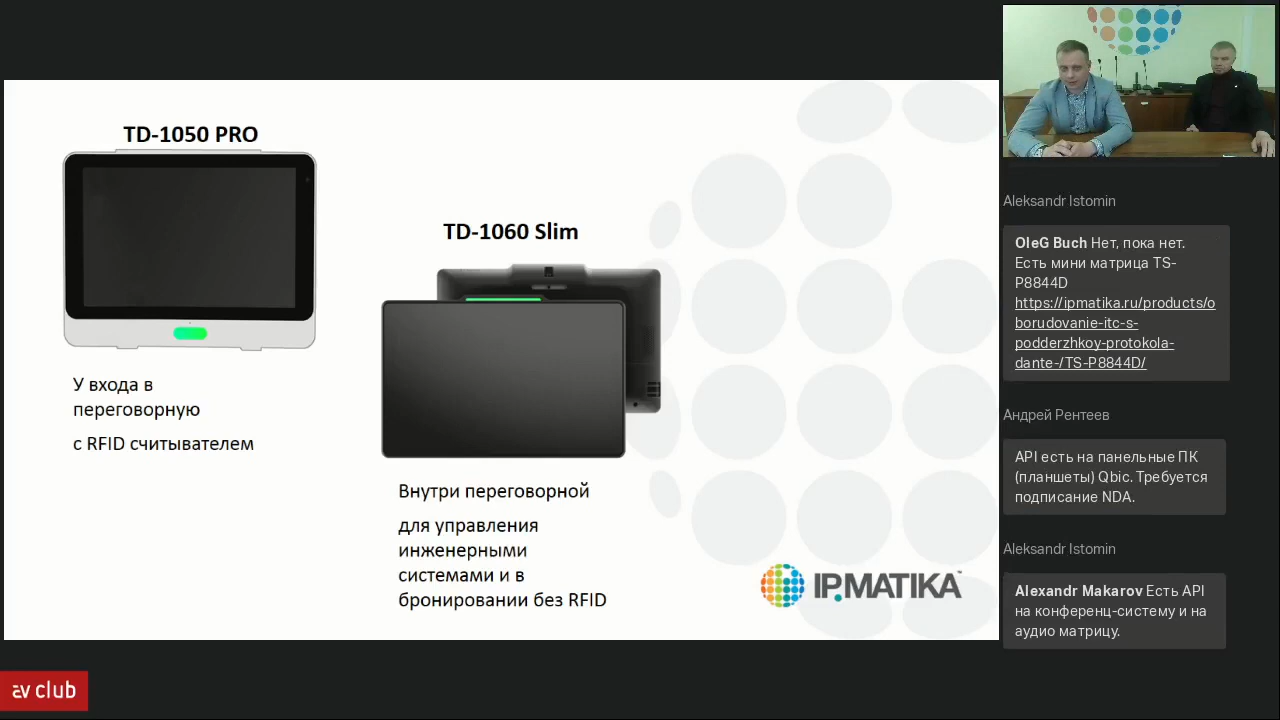 TD-1050 PRO
У входа в
переговорную
с RFID считывателем
TD-1060 Slim
Внутри переговорной
для управления
инженерными
системами и в
бронировании без RFID
IPMATIKA
™
av club
Aleksandr Istomin
OleG Buch Нет, пока нет.
Есть мини матрица TS-
P8844D
https://ipmatika.ru/products/o
borudovanie-itc-s-
podderzhkoy-protokola-
dante-/TS-P8844D/
Андрей Рентеев
API есть на панельные ПК
(планшеты) Qbic. Требуется
подписание NDA.
Aleksandr Istomin
Alexandr Makarov Есть API
на конференц-систему и на
аудио матрицу.